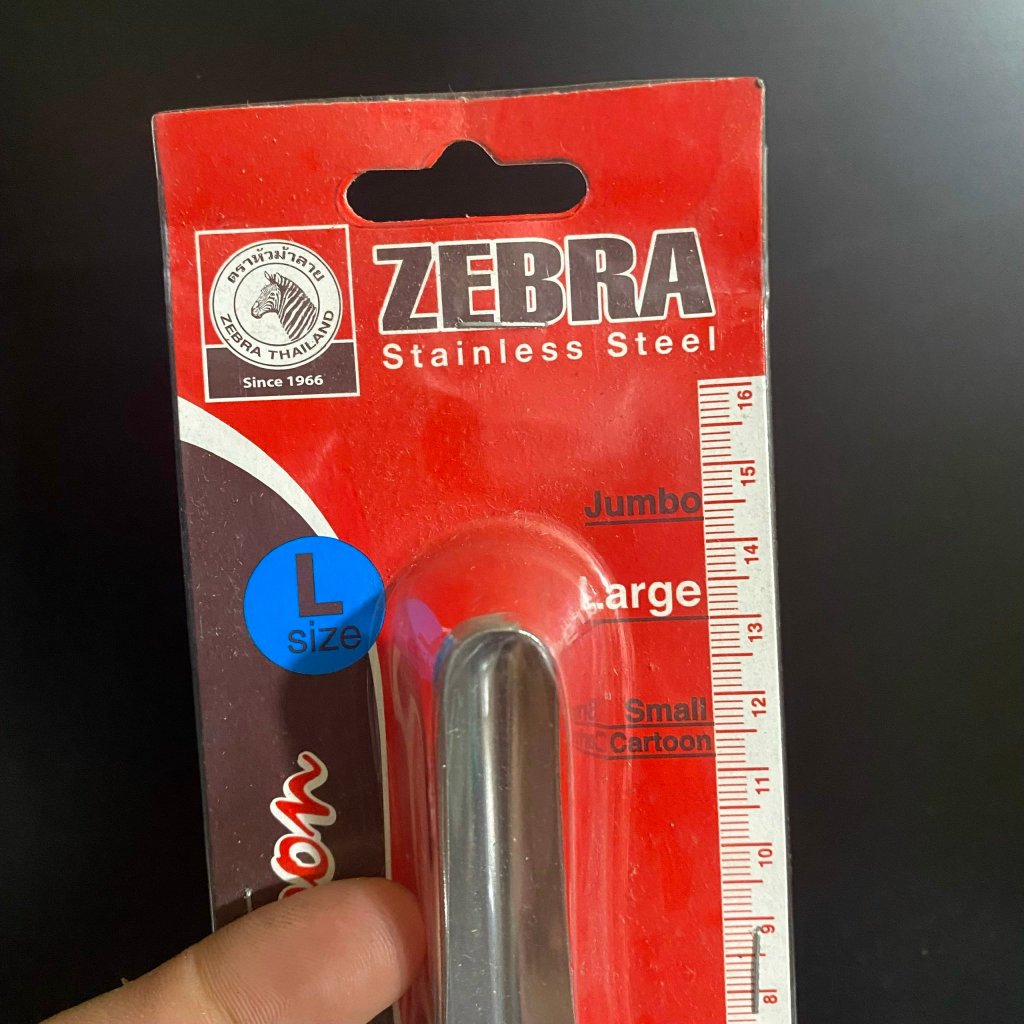 ตราหัวม้าลาย
ZEBRA THAILAND
Since 1966
ZEBRA
Stainless Steel
16
15
Jumbo
14
L
size
Large
13
Small
12
Cartoon
11
10
9
8